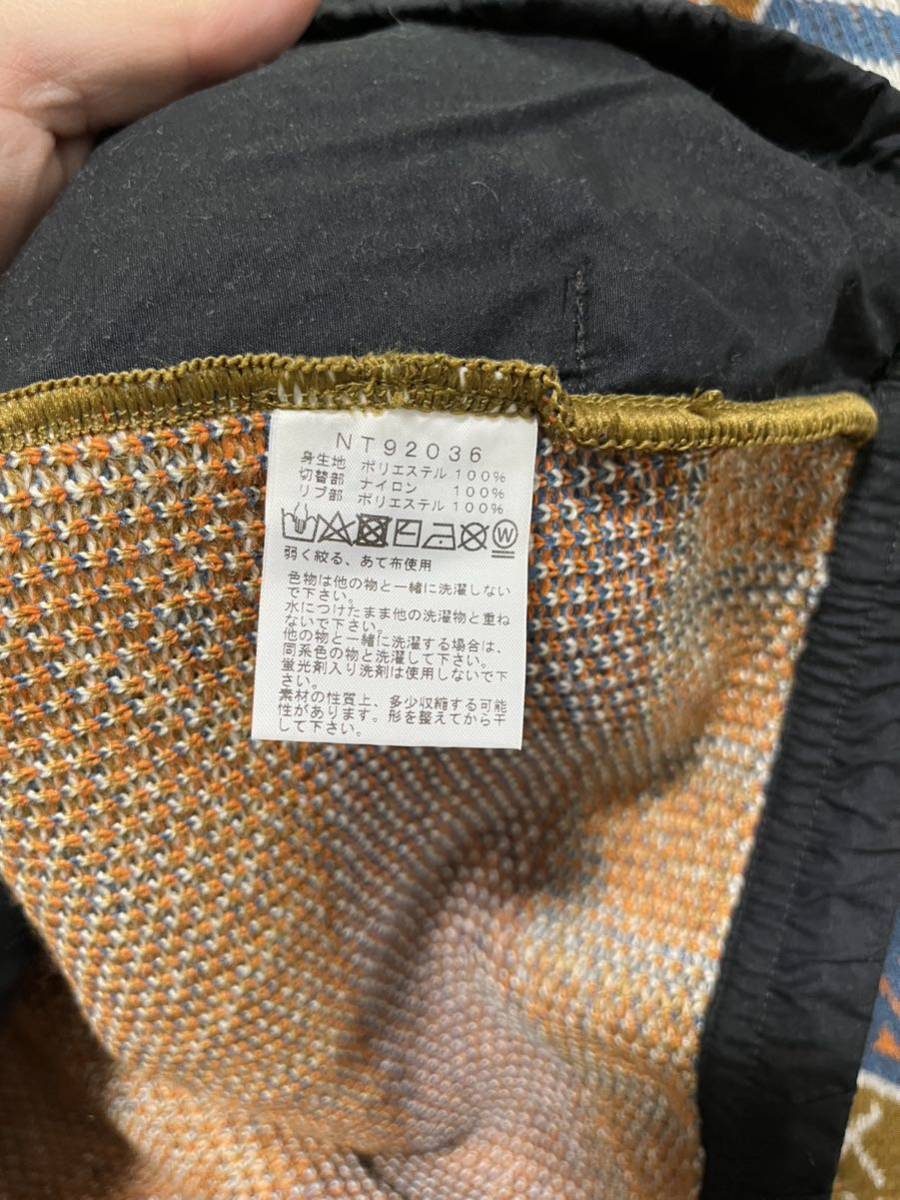 NT92036
身生地 ポリエステル100%
切替部 ナイロン 100%
リブ部 ポリエステル100%
W
弱く絞る、あて布使用
色物は他の物と一緒に洗濯しない
で下さい。
水につけたまま他の洗濯物と重ね
ないで下さい。
他の物と一緒に洗濯する場合は、
同系色の物と洗濯して下さい。
蛍光剤入り洗剤は使用しないで下
さい。
素材の性質上、多少収縮する可能
性があります。形を整えてから干
して下さい。